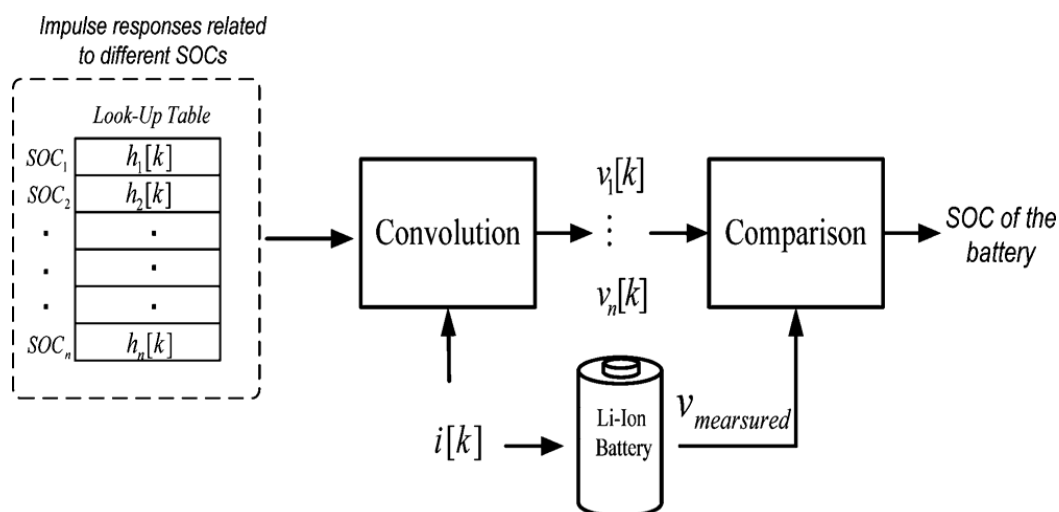 Impulse responses related
to different SOCs
Look-Up Table
SOC₁ h₁[k]
SOC₂ h₂[k]
. .
. .
. .
SOCₙ hₙ[k]
Convolution
v₁[k]
⋮
vₙ[k]
Comparison
SOC of the
battery
i[k]
Li-Ion
Battery
v mearsured